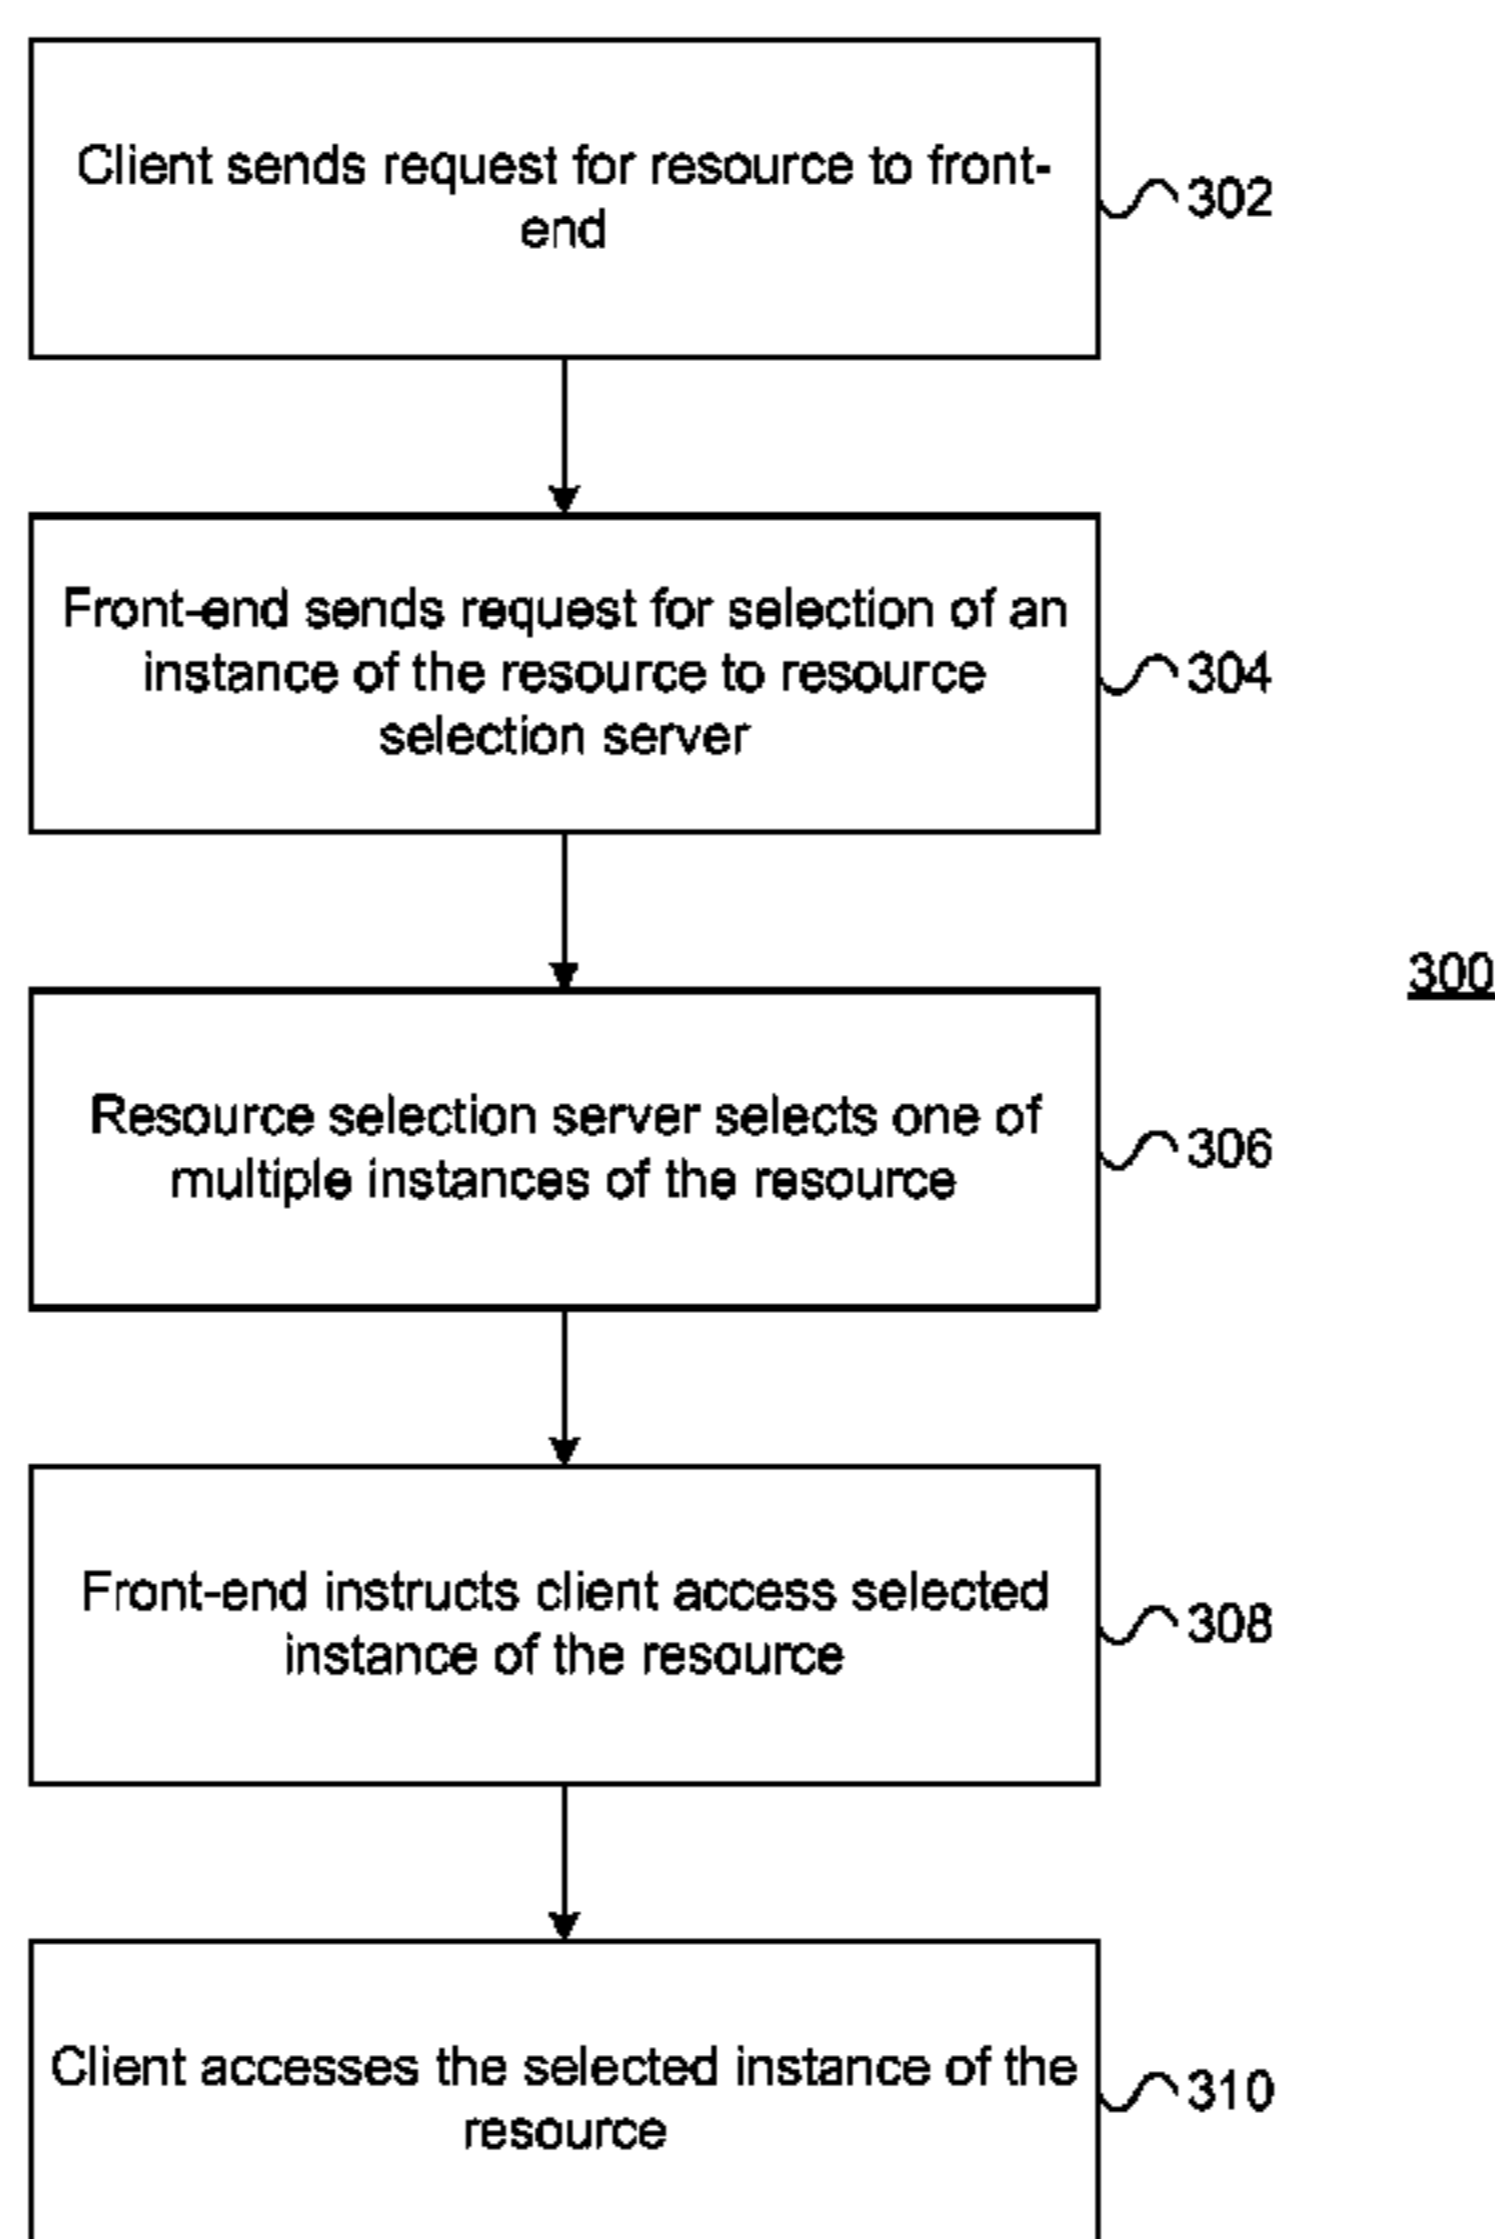 Client sends request for resource to front-
end
302
Front-end sends request for selection of an
instance of the resource to resource
selection server
304
300
Resource selection server selects one of
multiple instances of the resource
306
Front-end instructs client access selected
instance of the resource
308
Client accesses the selected instance of the
resource
310